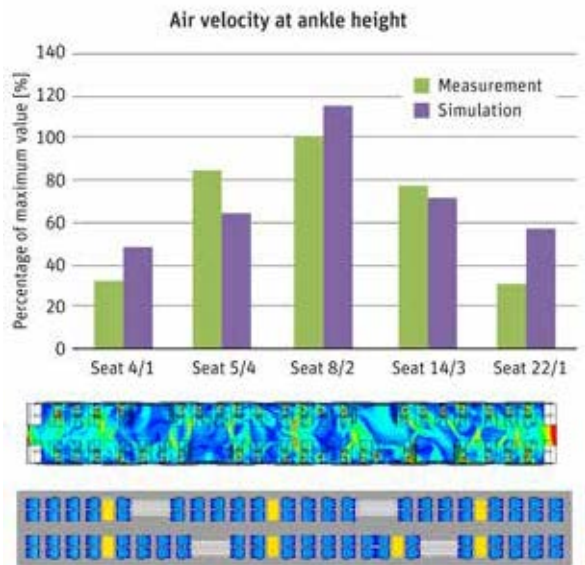 Air velocity at ankle height
Percentage of maximum value [%]
140
120
100
80
60
40
20
0
Measurement
Simulation
Seat 4/1 Seat 5/4 Seat 8/2 Seat 14/3 Seat 22/1